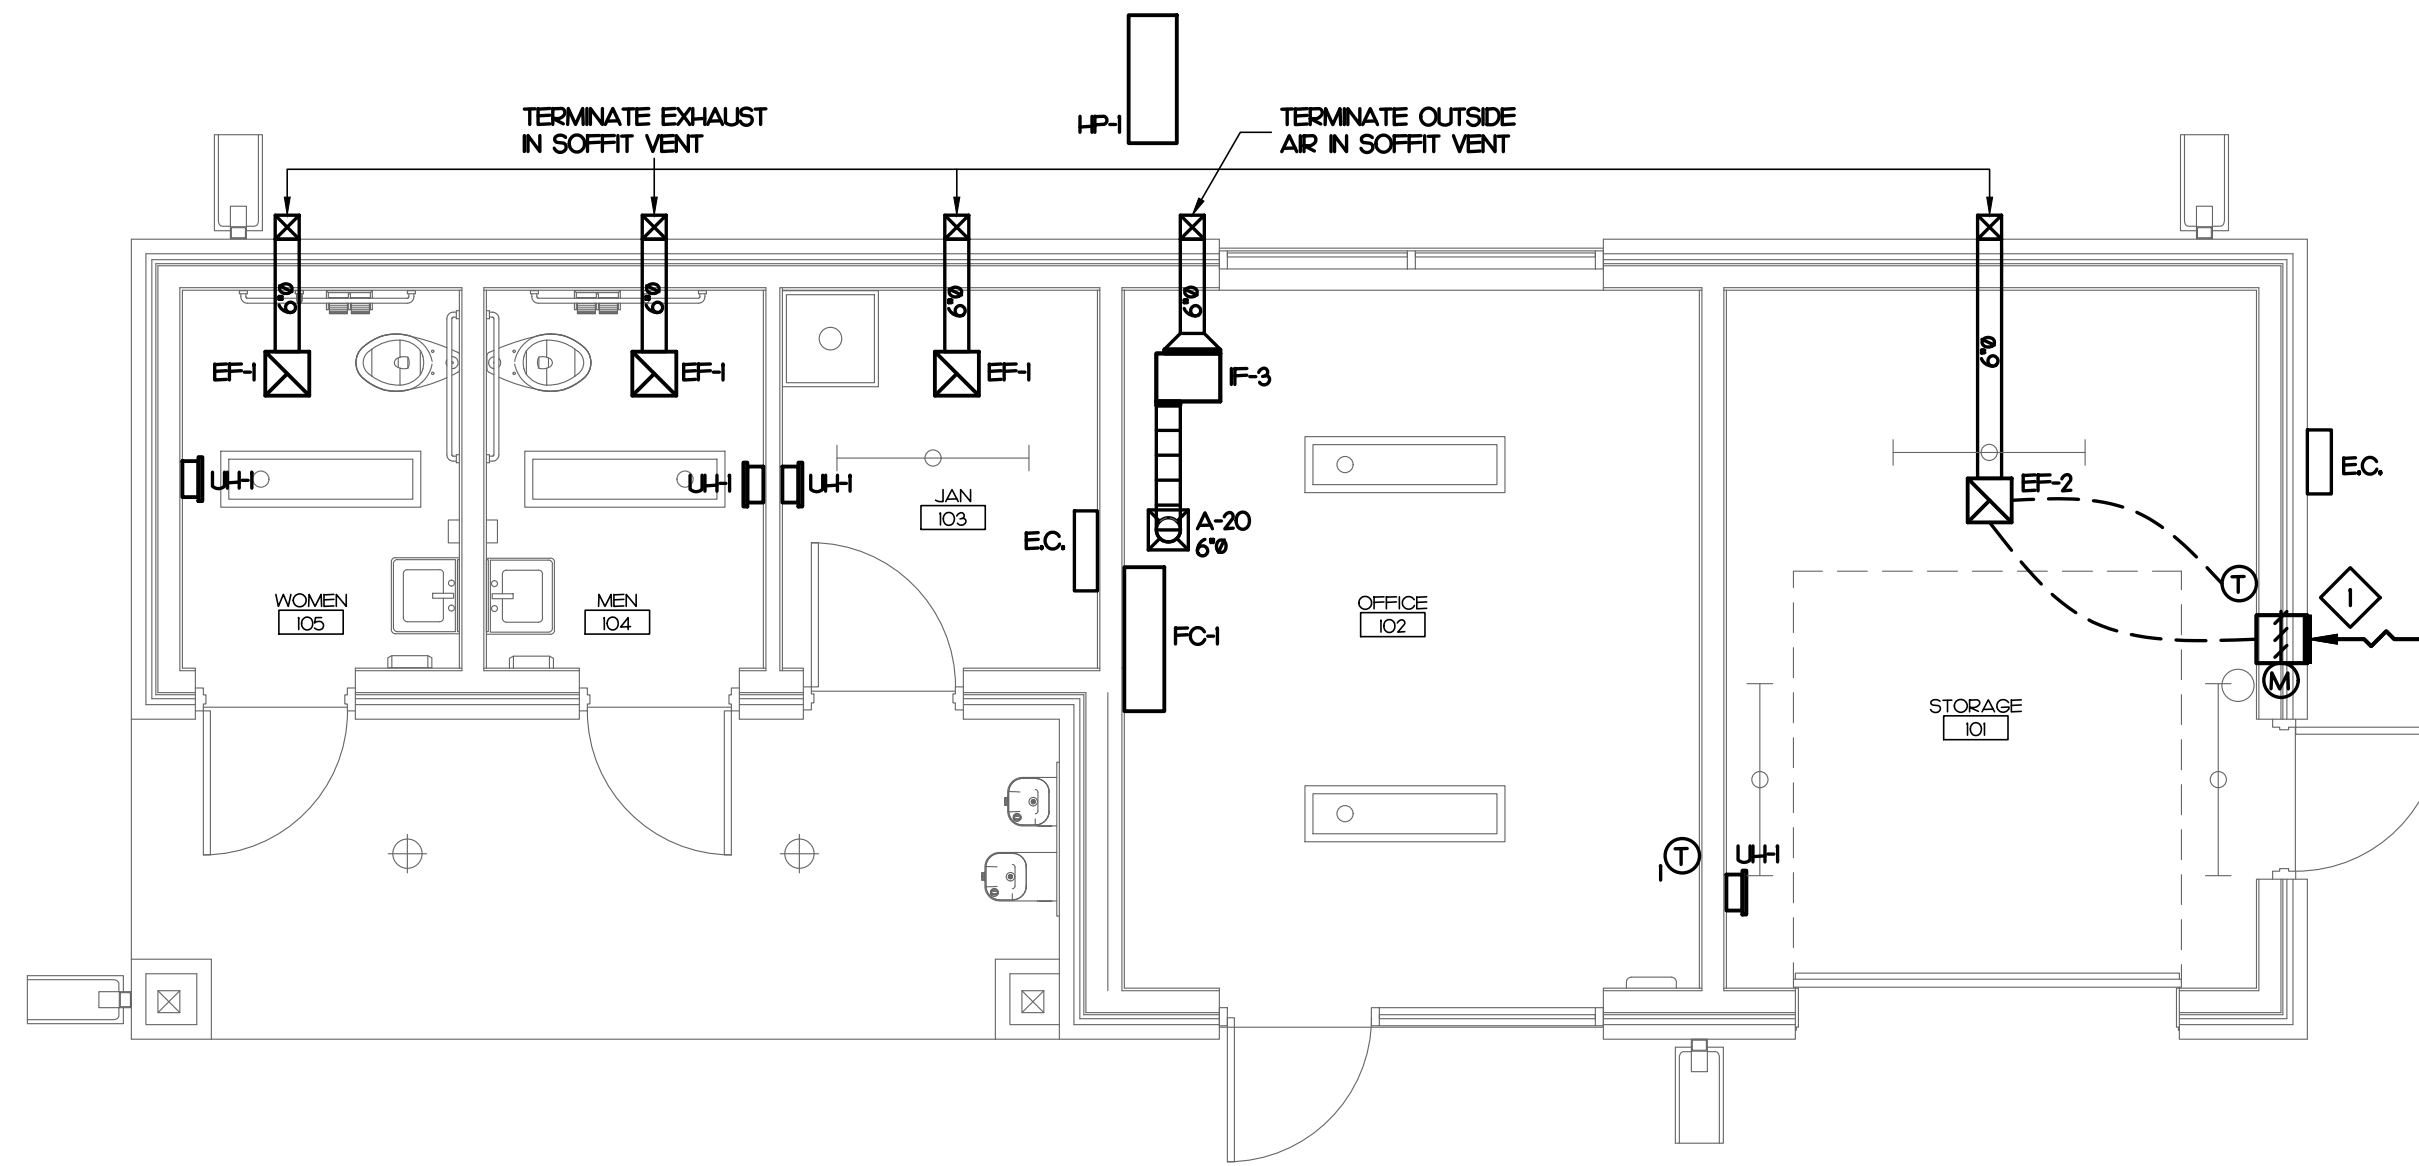 HP-1
TERMINATE EXHAUST
IN SOFFIT VENT
TERMINATE OUTSIDE
AIR IN SOFFIT VENT
6"Ø
6"Ø
6"Ø
6"Ø
6"Ø
EF-1
EF-1
EF-1
IF-3
UH-1
UH-1
UH-1
E.C.
EF-2
JAN
103
A-20
6"Ø
E.C.
T
1
WOMEN
105
MEN
104
OFFICE
102
FC-1
M
STORAGE
101
T
1
UH-1